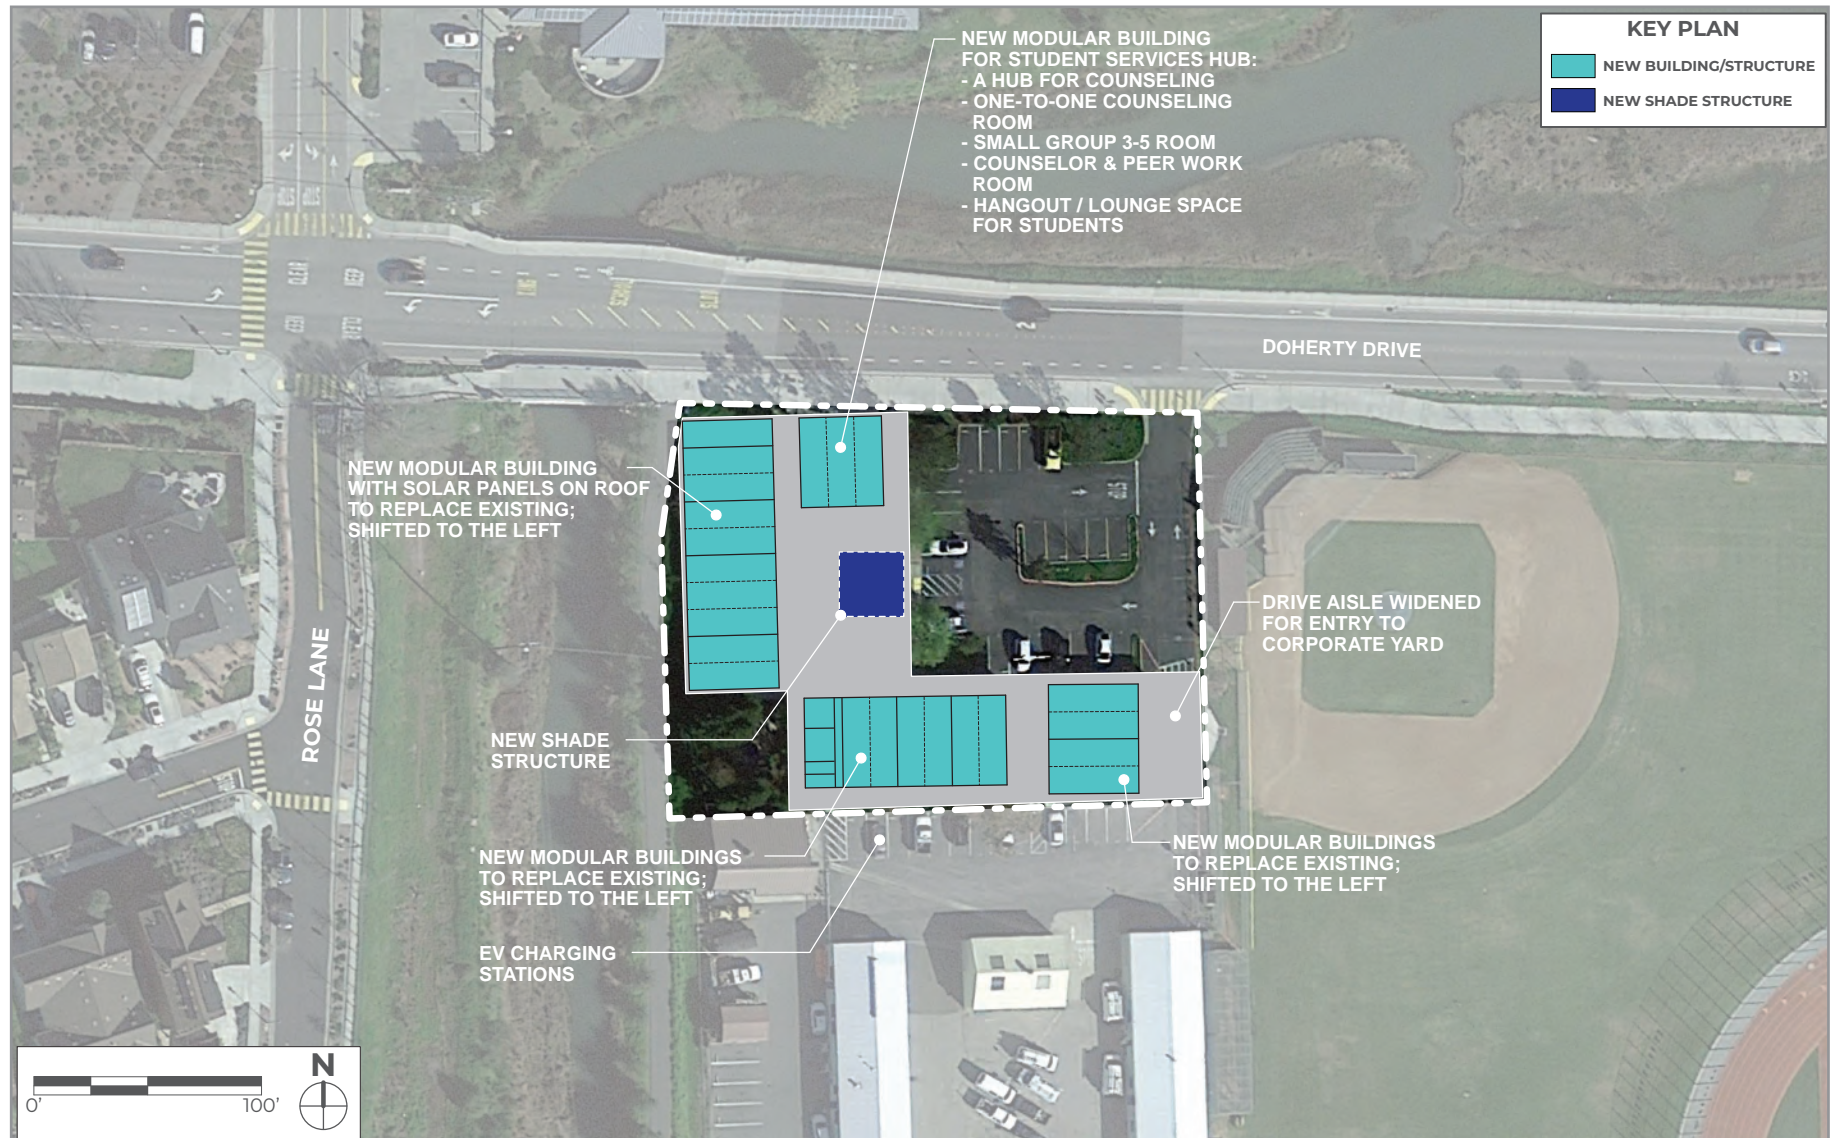 NEW MODULAR BUILDING
FOR STUDENT SERVICES HUB:
- A HUB FOR COUNSELING
- ONE-TO-ONE COUNSELING
ROOM
- SMALL GROUP 3-5 ROOM
- COUNSELOR & PEER WORK
ROOM
- HANGOUT / LOUNGE SPACE
FOR STUDENTS
KEY PLAN
NEW BUILDING/STRUCTURE
NEW SHADE STRUCTURE
DOHERTY DRIVE
NEW MODULAR BUILDING
WITH SOLAR PANELS ON ROOF
TO REPLACE EXISTING;
SHIFTED TO THE LEFT
DRIVE AISLE WIDENED
FOR ENTRY TO
CORPORATE YARD
ROSE LANE
NEW SHADE
STRUCTURE
NEW MODULAR BUILDINGS
TO REPLACE EXISTING;
SHIFTED TO THE LEFT
NEW MODULAR BUILDINGS
TO REPLACE EXISTING;
SHIFTED TO THE LEFT
EV CHARGING
STATIONS
N
0'
100'
KEEP
CLEAR
STOP